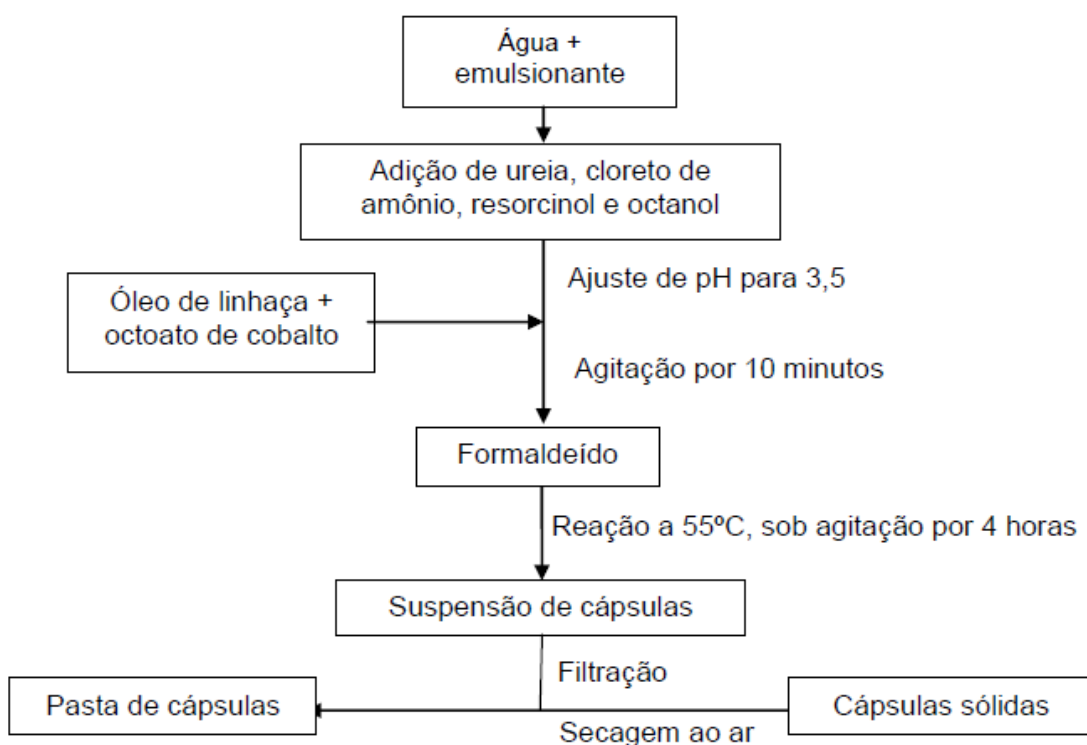 Água +
emulsionante
Adição de ureia, cloreto de
amônio, resorcinol e octanol
Ajuste de pH para 3,5
Óleo de linhaça +
octoato de cobalto
Agitação por 10 minutos
Formaldeído
Reação a 55ºC, sob agitação por 4 horas
Suspensão de cápsulas
Filtração
Pasta de cápsulas
Cápsulas sólidas
Secagem ao ar